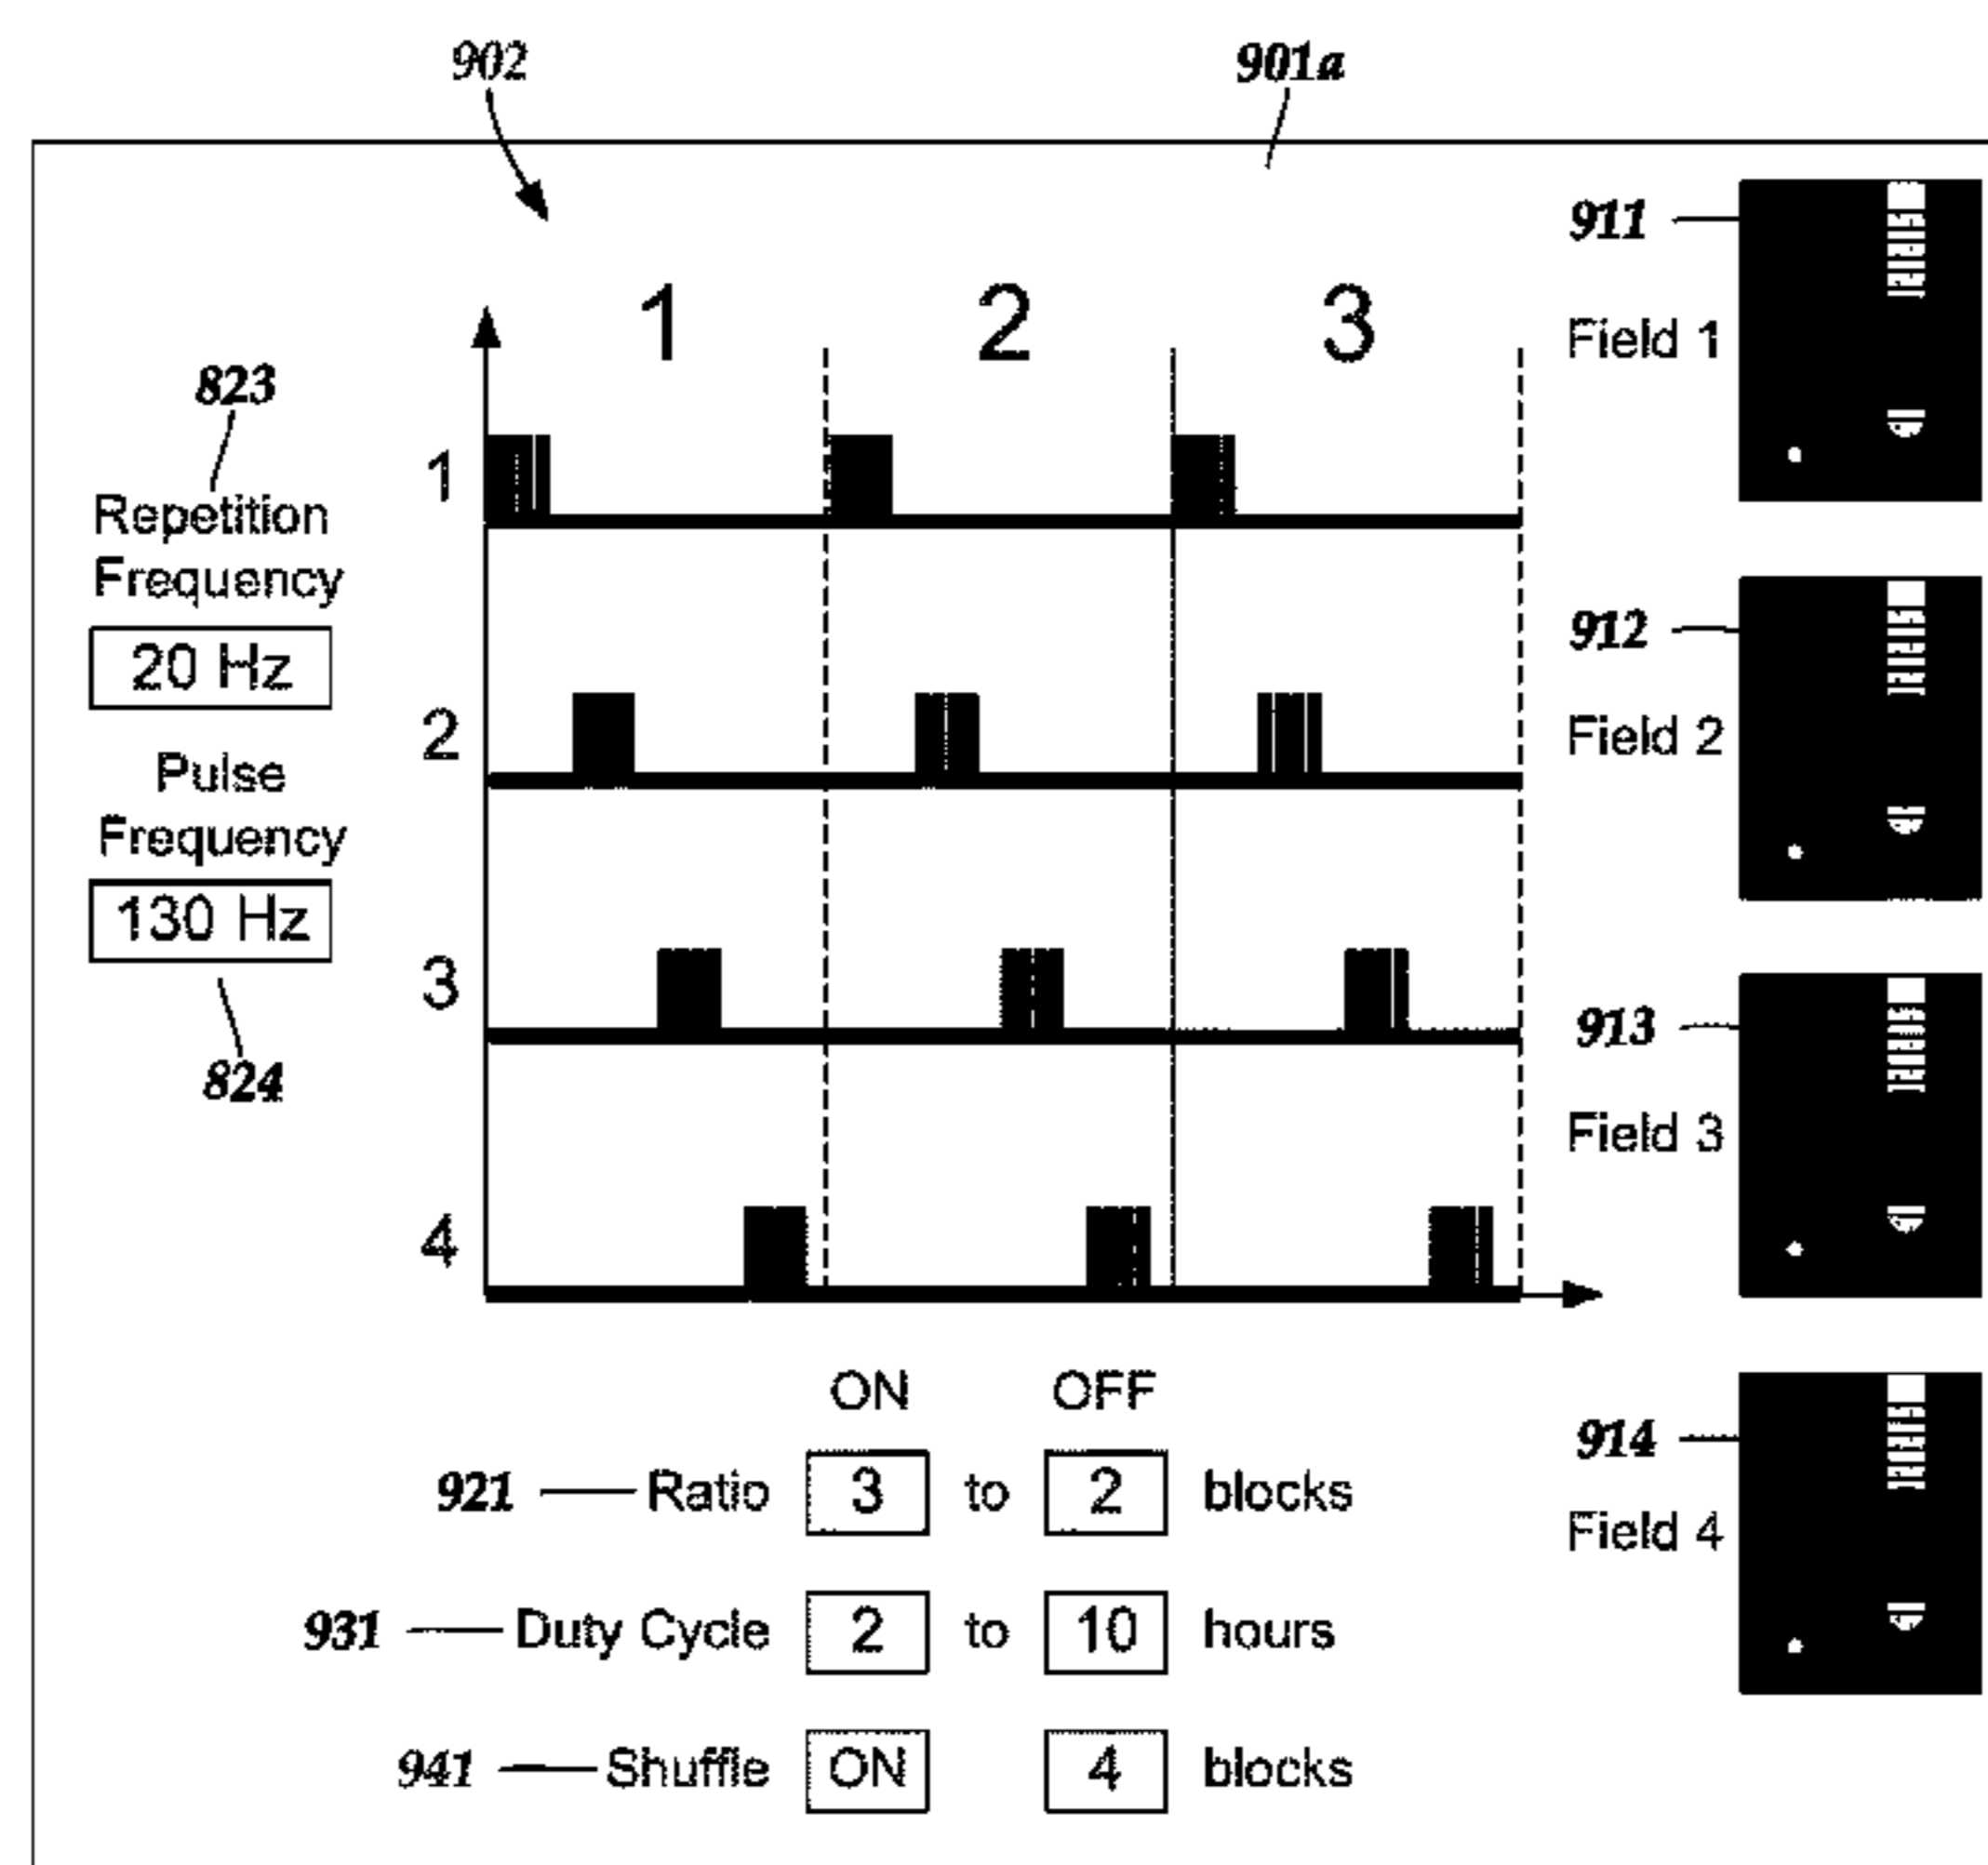 902
901a
911
1 2 3
Field 1
823
1
Repetition
Frequency
20 Hz
912
2
Field 2
Pulse
Frequency
130 Hz
3
913
824
Field 3
4
ON OFF
914
921 Ratio 3 to 2 blocks
Field 4
931 Duty Cycle 2 to 10 hours
941 Shuffle ON 4 blocks